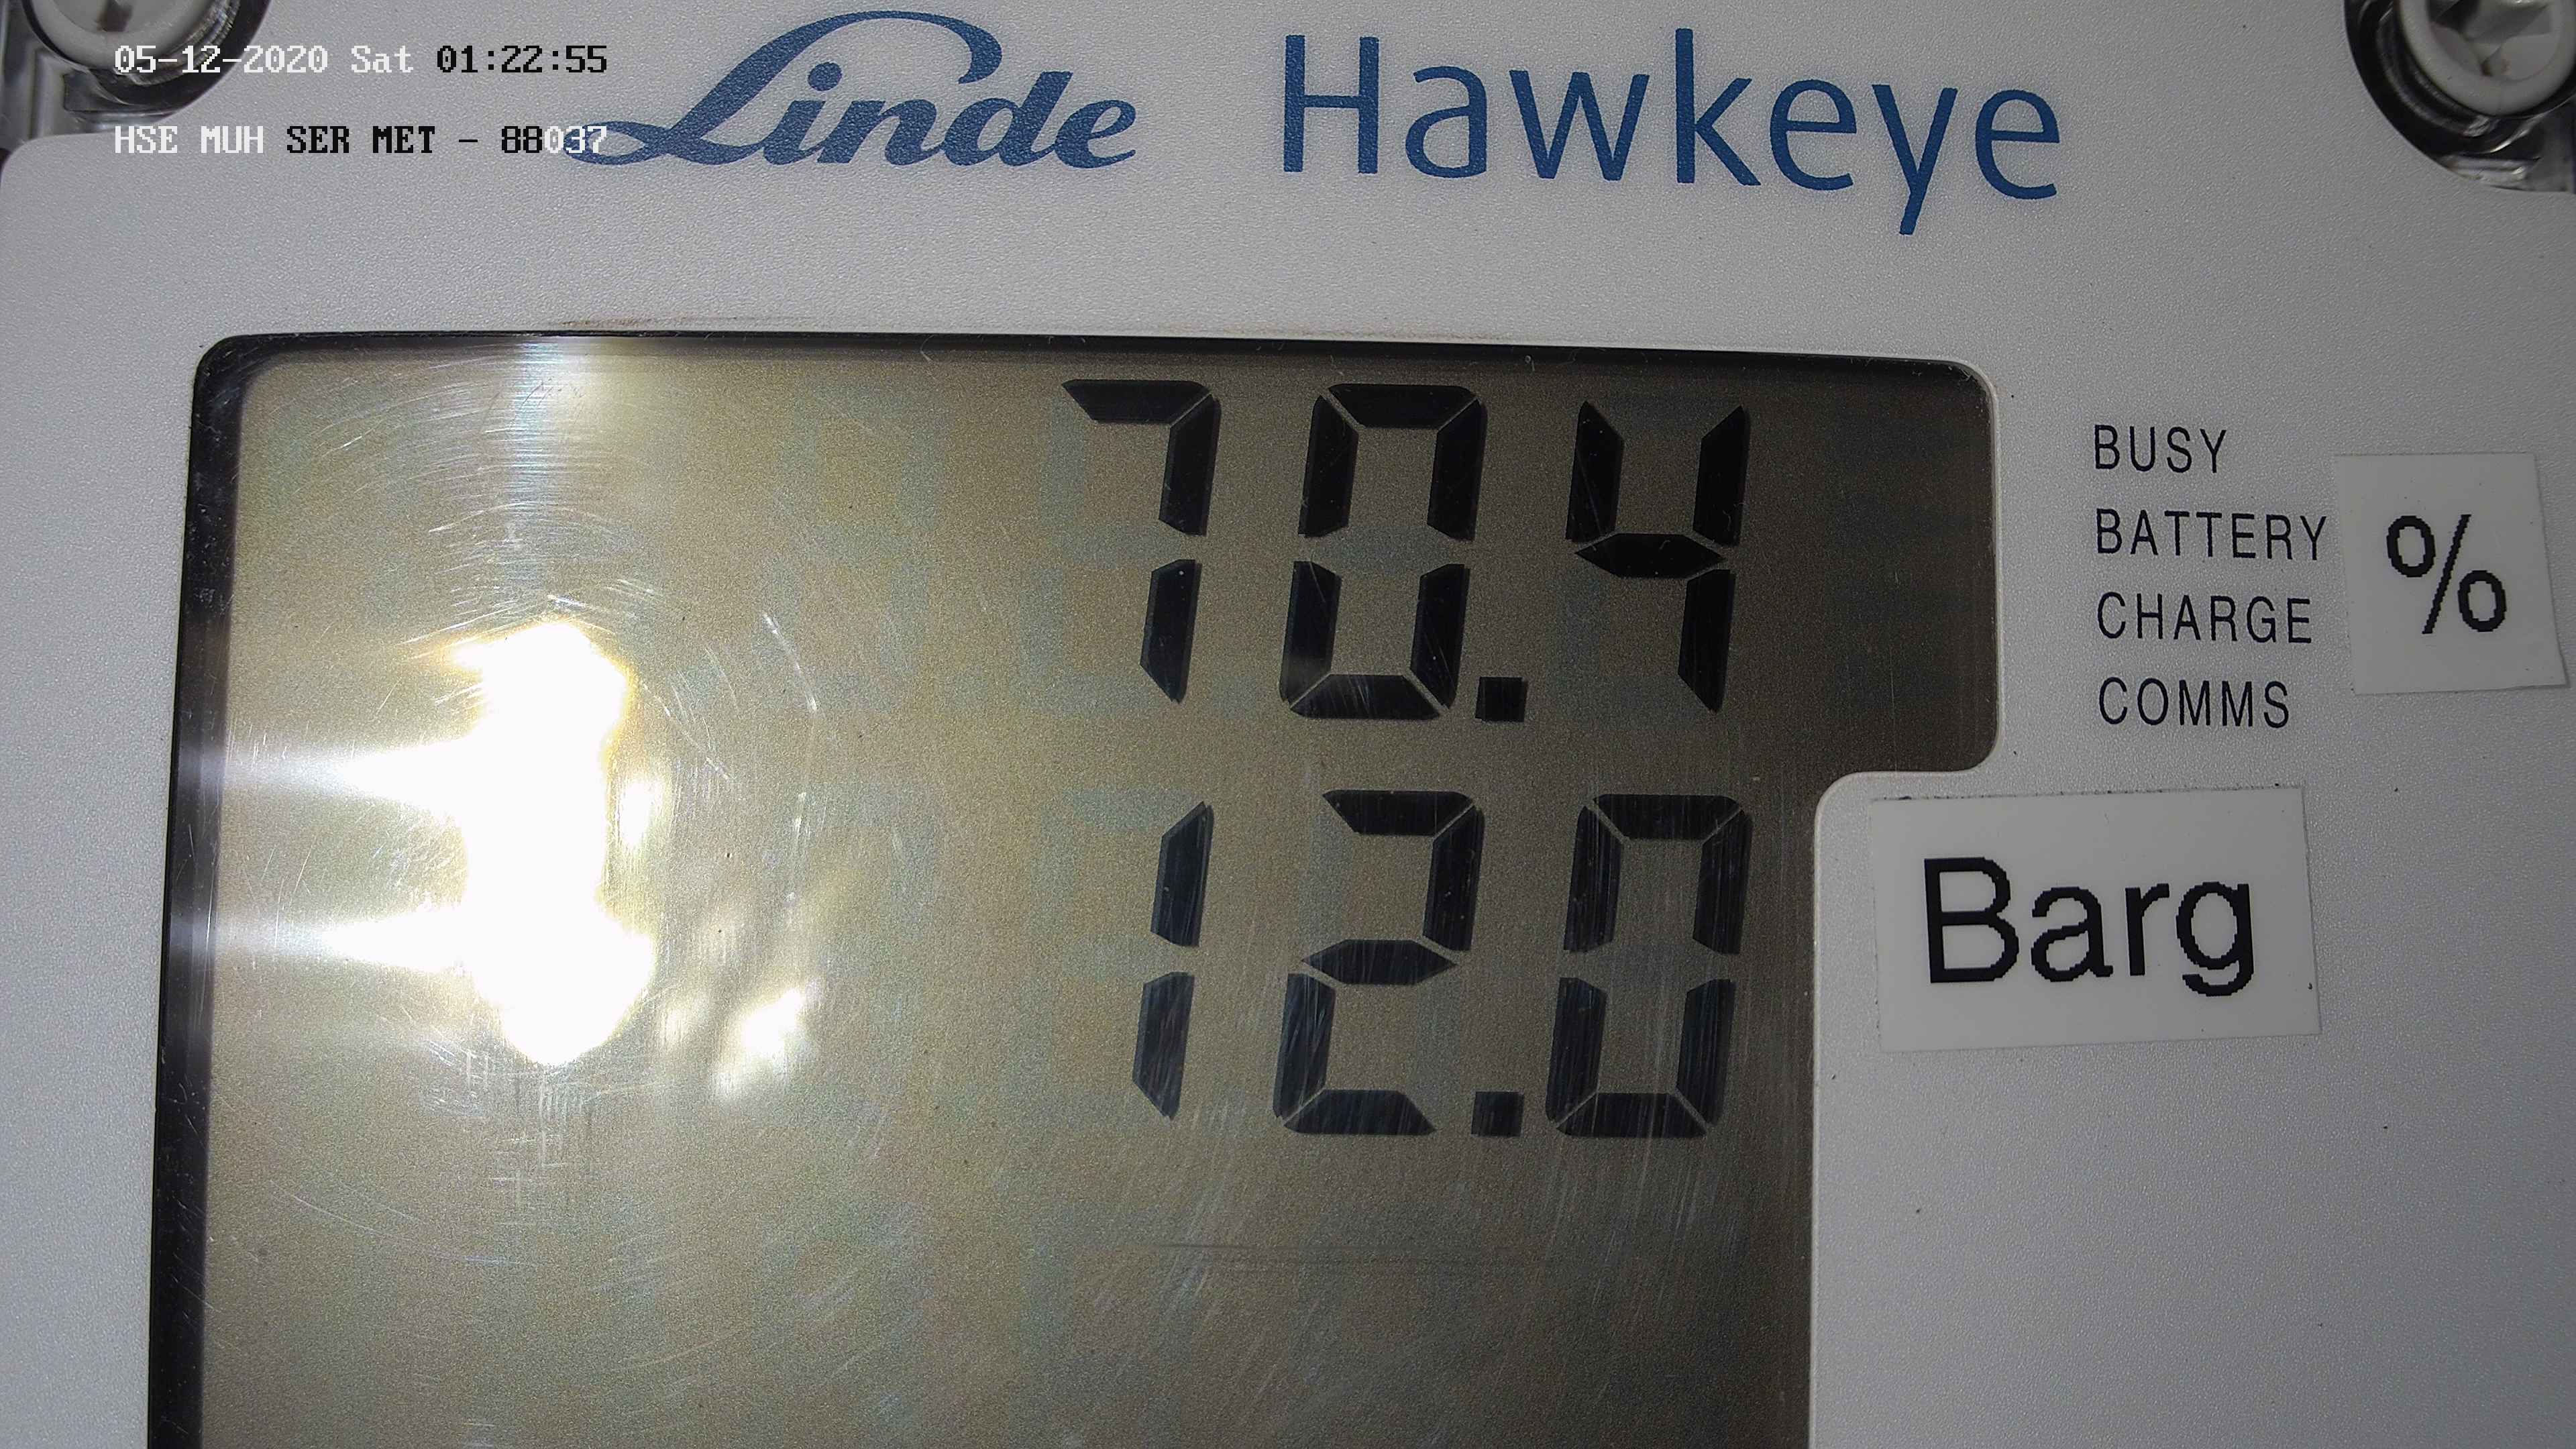 05-12-2020 Sat 01:22:55
HSE MUH SER MET - 88037
Linde Hawkeye
70.4
BUSY
BATTERY
CHARGE
COMMS
%
12.0
Barg